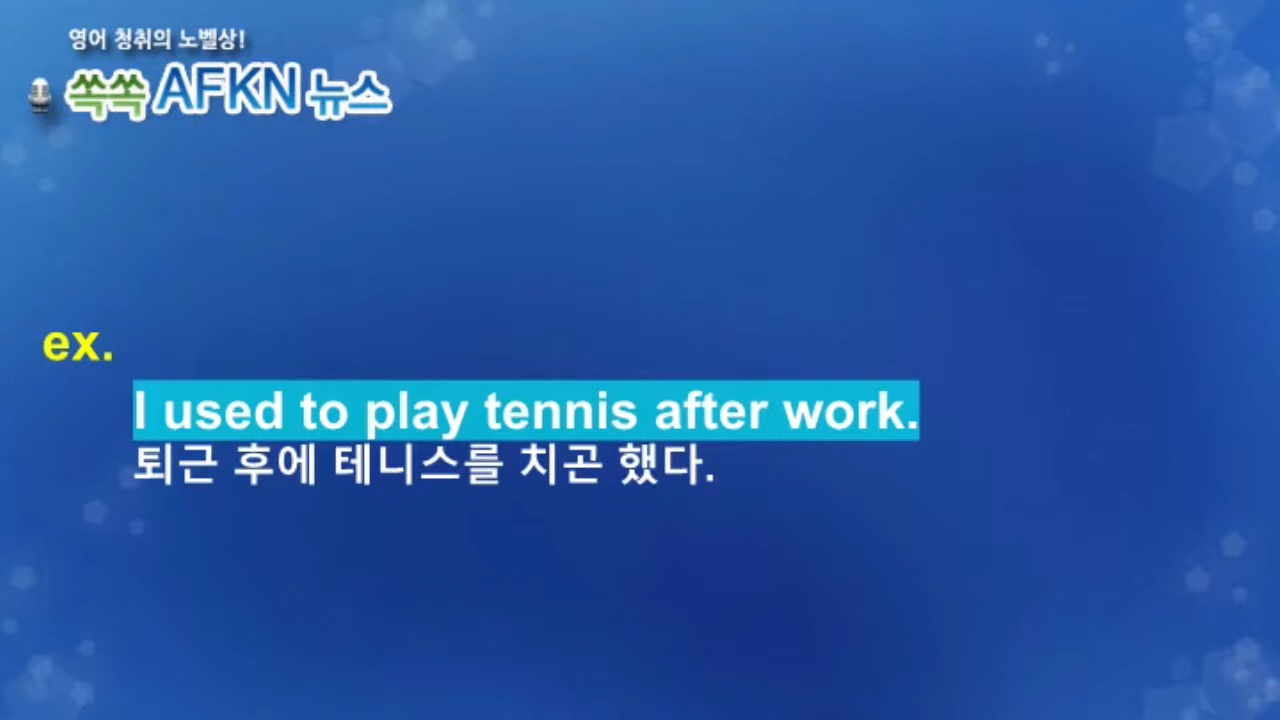 영어 청취의 노벨상!
쏙쏙 AFKN 뉴스
ex.
I used to play tennis after work.
퇴근 후에 테니스를 치곤 했다.